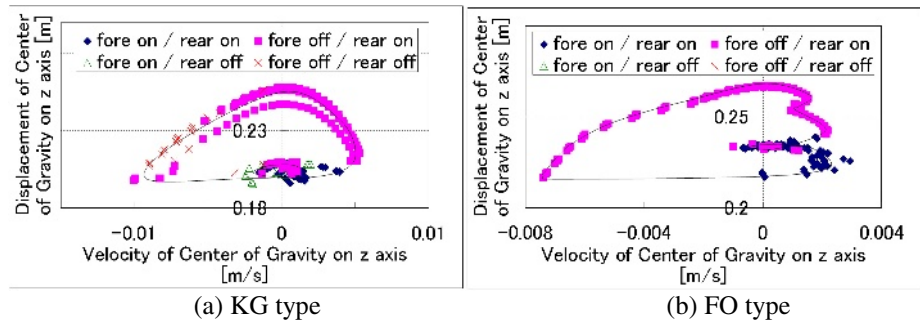 Displacement of Center
of Gravity on z axis
[m]
fore on / rear on
fore off / rear on
fore on / rear off
fore off / rear off
0.23
0.18
-0.01
0
0.01
Velocity of Center of Gravity on z axis
[m/s]
(a) KG type
Displacement of Center
of Gravity on z axis
[m]
fore on / rear on
fore off / rear on
fore on / rear off
fore off / rear off
0.25
0.2
-0.008
-0.004
0
0.004
Velocity of Center of Gravity on z axis
[m/s]
(b) FO type